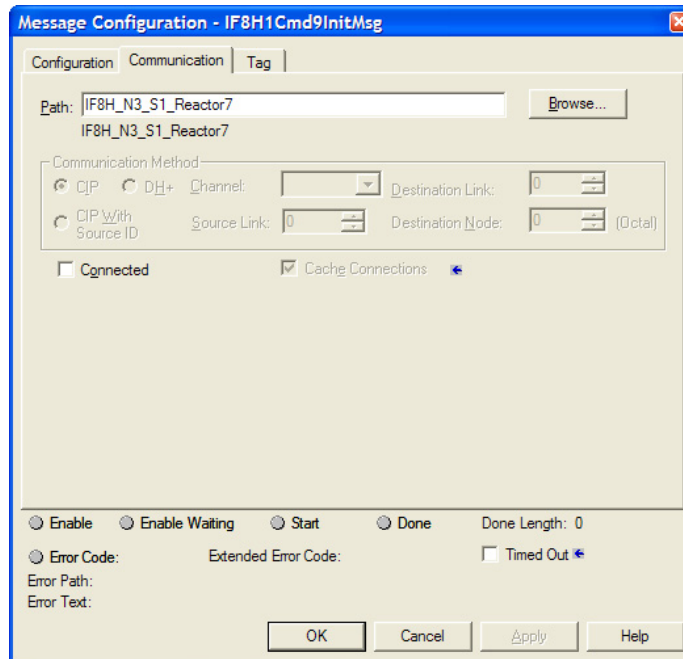 Message Configuration - IF8H1Cmd9InitMsg
Configuration Communication Tag
Path: IF8H_N3_S1_Reactor7 Browse...
IF8H_N3_S1_Reactor7
Communication Method
CIP DH+ Channel: Destination Link: 0
CIP With Source ID Source Link: 0 Destination Node: 0 (Octal)
Connected Cache Connections
Enable Enable Waiting Start Done Done Length: 0
Error Code: Extended Error Code: Timed Out
Error Path:
Error Text:
OK Cancel Apply Help